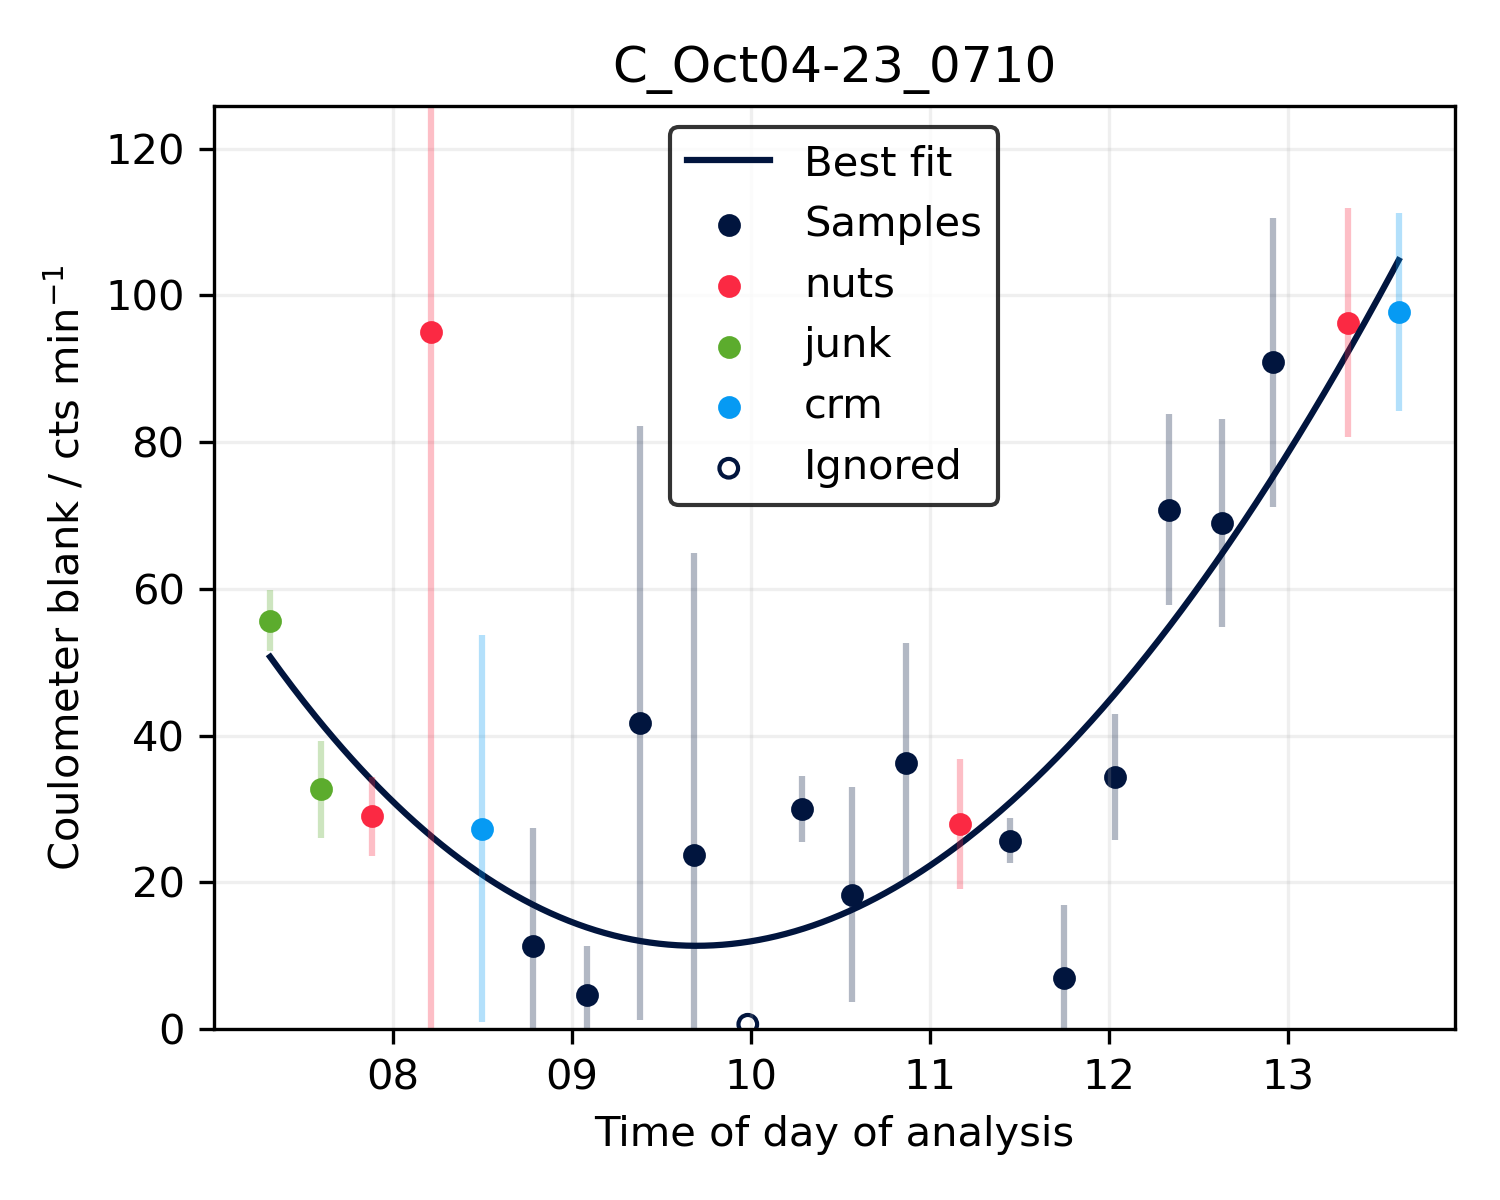 C_Oct04-23_0710
Coulometer blank / cts min⁻¹
120
100
80
60
40
20
0
Best fit
Samples
nuts
junk
crm
Ignored
08 09 10 11 12 13
Time of day of analysis